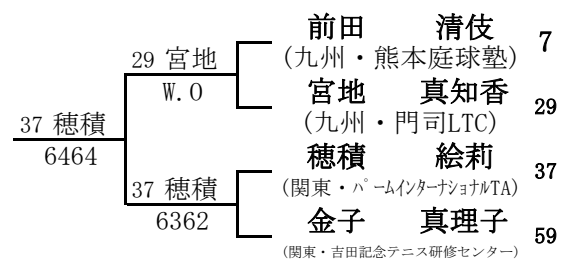 前田 清伎 7
(九州・熊本庭球塾)
29 宮地
W.O
宮地 真知香 29
(九州・門司LTC)
37 穂積
6464
穂積 絵莉 37
(関東・パームインターナショナルTA)
37 穂積
6362
金子 真理子 59
(関東・吉田記念テニス研修センター)